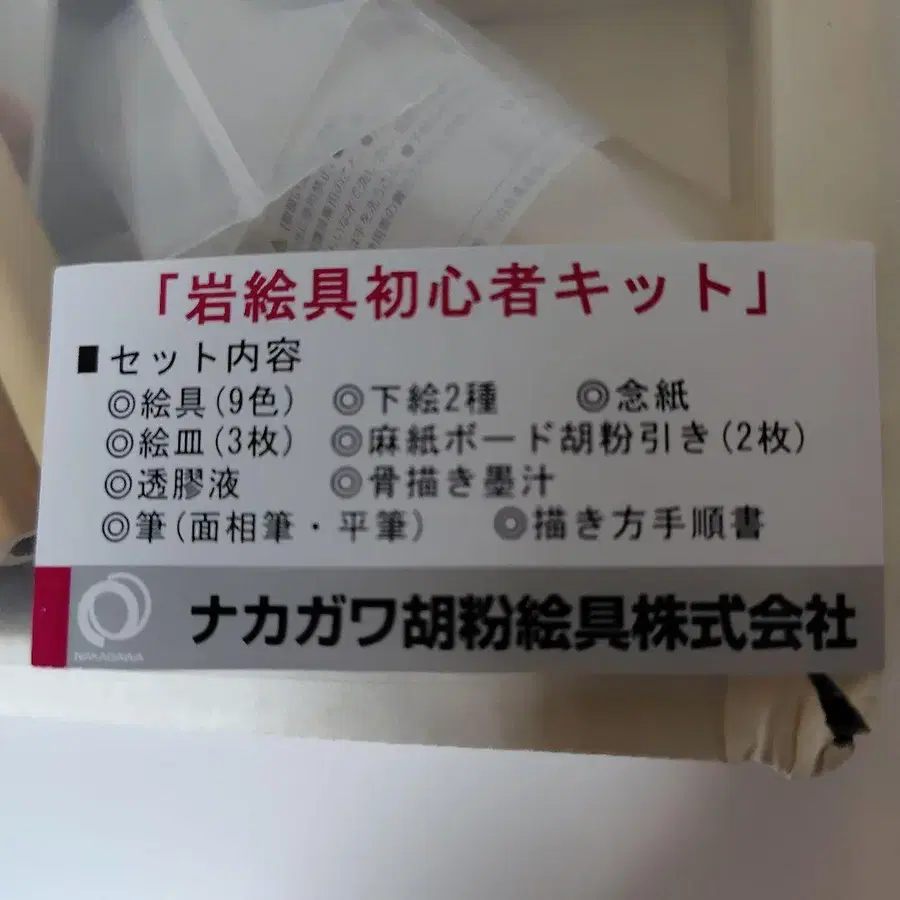 「岩絵具初心者キット」
■セット内容
◎絵具(9色) ◎下絵2種 ◎念紙
◎絵皿(3枚) ◎麻紙ボード胡粉引き(2枚)
◎透膠液 ◎骨描き墨汁
◎筆(面相筆・平筆) ◎描き方手順書
NAKAGAWA
ナカガワ胡粉絵具株式会社